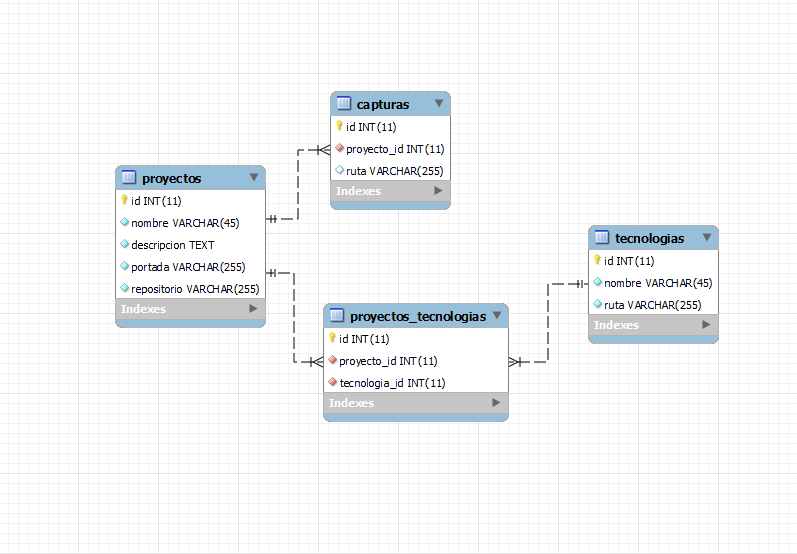 capturas
id INT(11)
proyecto_id INT(11)
ruta VARCHAR(255)
Indexes
proyectos
id INT(11)
nombre VARCHAR(45)
descripcion TEXT
portada VARCHAR(255)
repositorio VARCHAR(255)
Indexes
tecnologias
id INT(11)
nombre VARCHAR(45)
ruta VARCHAR(255)
Indexes
proyectos_tecnologias
id INT(11)
proyecto_id INT(11)
tecnologia_id INT(11)
Indexes